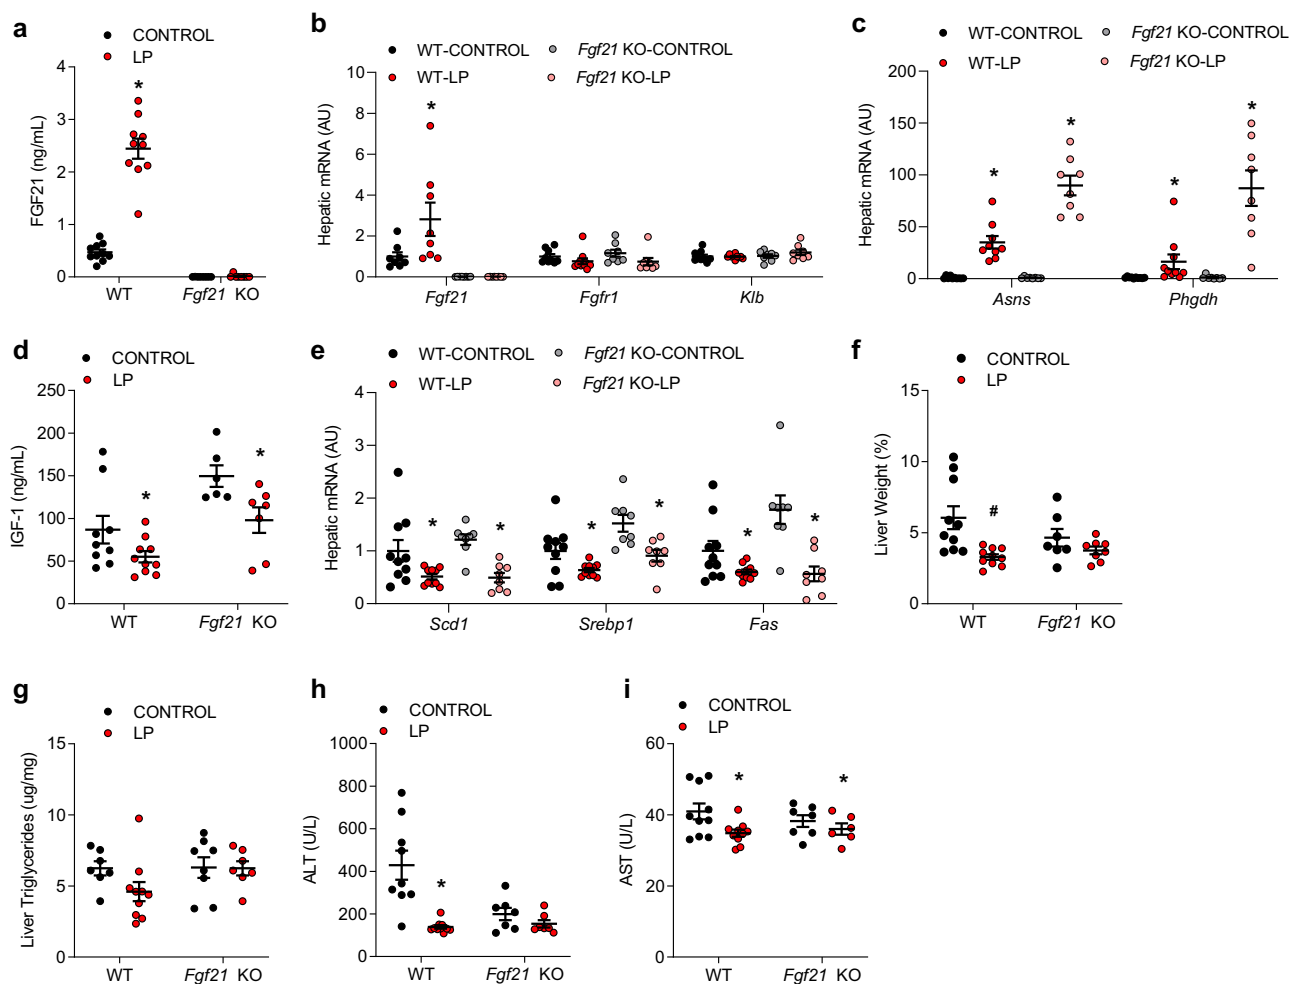 a
CONTROL
LP
FGF21 (ng/mL)
4
3
2
1
0
*
WT
Fgf21 KO
b
WT-CONTROL
Fgf21 KO-CONTROL
WT-LP
Fgf21 KO-LP
Hepatic mRNA (AU)
10
8
6
4
2
0
*
Fgf21
Fgfr1
Klb
c
WT-CONTROL
Fgf21 KO-CONTROL
WT-LP
Fgf21 KO-LP
Hepatic mRNA (AU)
200
150
100
50
0
*
*
*
*
Asns
Phgdh
d
CONTROL
LP
IGF-1 (ng/mL)
250
200
150
100
50
0
*
*
WT
Fgf21 KO
e
WT-CONTROL
Fgf21 KO-CONTROL
WT-LP
Fgf21 KO-LP
Hepatic mRNA (AU)
4
3
2
1
0
*
*
*
*
*
*
Scd1
Srebp1
Fas
f
CONTROL
LP
Liver Weight (%)
15
10
5
0
#
WT
Fgf21 KO
g
CONTROL
LP
Liver Triglycerides (ug/mg)
15
10
5
0
WT
Fgf21 KO
h
CONTROL
LP
ALT (U/L)
1000
800
600
400
200
0
*
WT
Fgf21 KO
i
CONTROL
LP
AST (U/L)
60
40
20
0
*
*
WT
Fgf21 KO